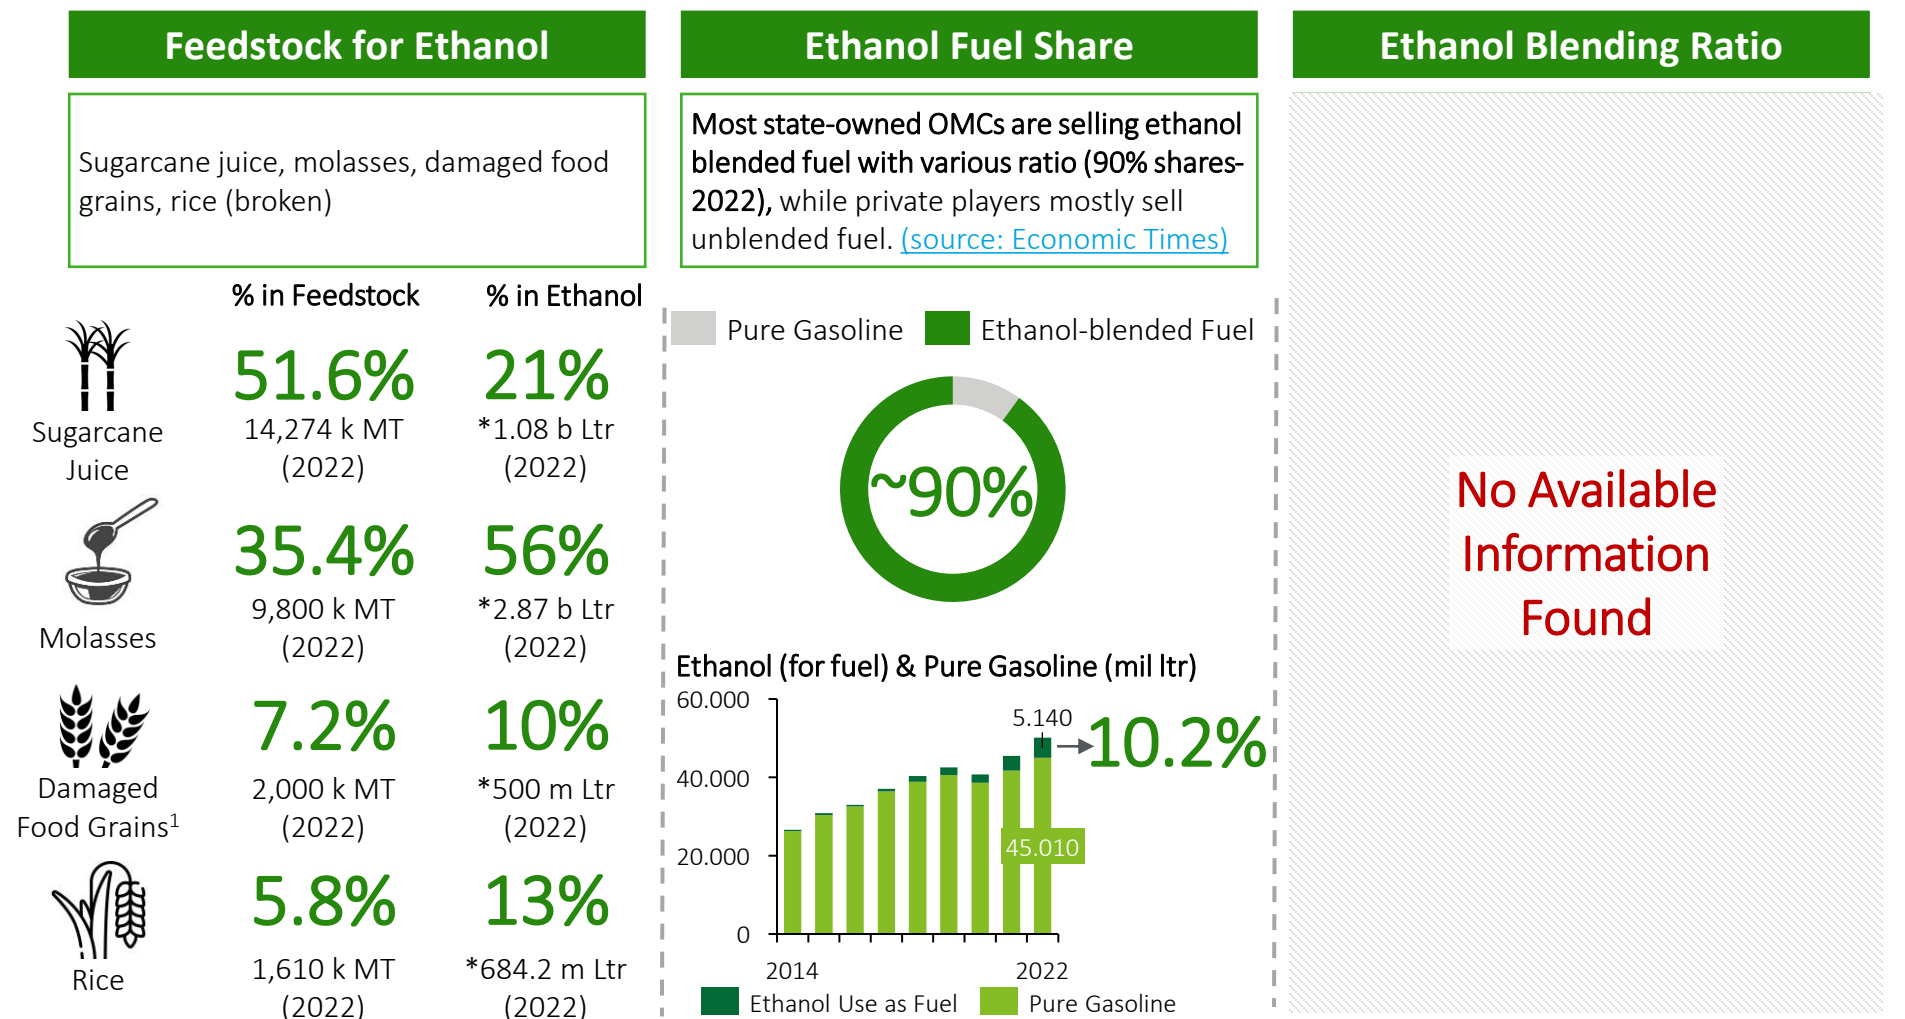 Feedstock for Ethanol
Sugarcane juice, molasses, damaged food
grains, rice (broken)
% in Feedstock
% in Ethanol
Sugarcane
Juice
51.6%
14,274 k MT
(2022)
21%
*1.08 b Ltr
(2022)
Molasses
35.4%
9,800 k MT
(2022)
56%
*2.87 b Ltr
(2022)
Damaged
Food Grains¹
7.2%
2,000 k MT
(2022)
10%
*500 m Ltr
(2022)
Rice
5.8%
1,610 k MT
(2022)
13%
*684.2 m Ltr
(2022)
Ethanol Fuel Share
Most state-owned OMCs are selling ethanol
blended fuel with various ratio (90% shares-
2022), while private players mostly sell
unblended fuel. (source: Economic Times)
Pure Gasoline
Ethanol-blended Fuel
~90%
Ethanol (for fuel) & Pure Gasoline (mil ltr)
60.000
40.000
20.000
0
5.140
10.2%
45.010
2014
2022
Ethanol Use as Fuel
Pure Gasoline
Ethanol Blending Ratio
No Available
Information
Found